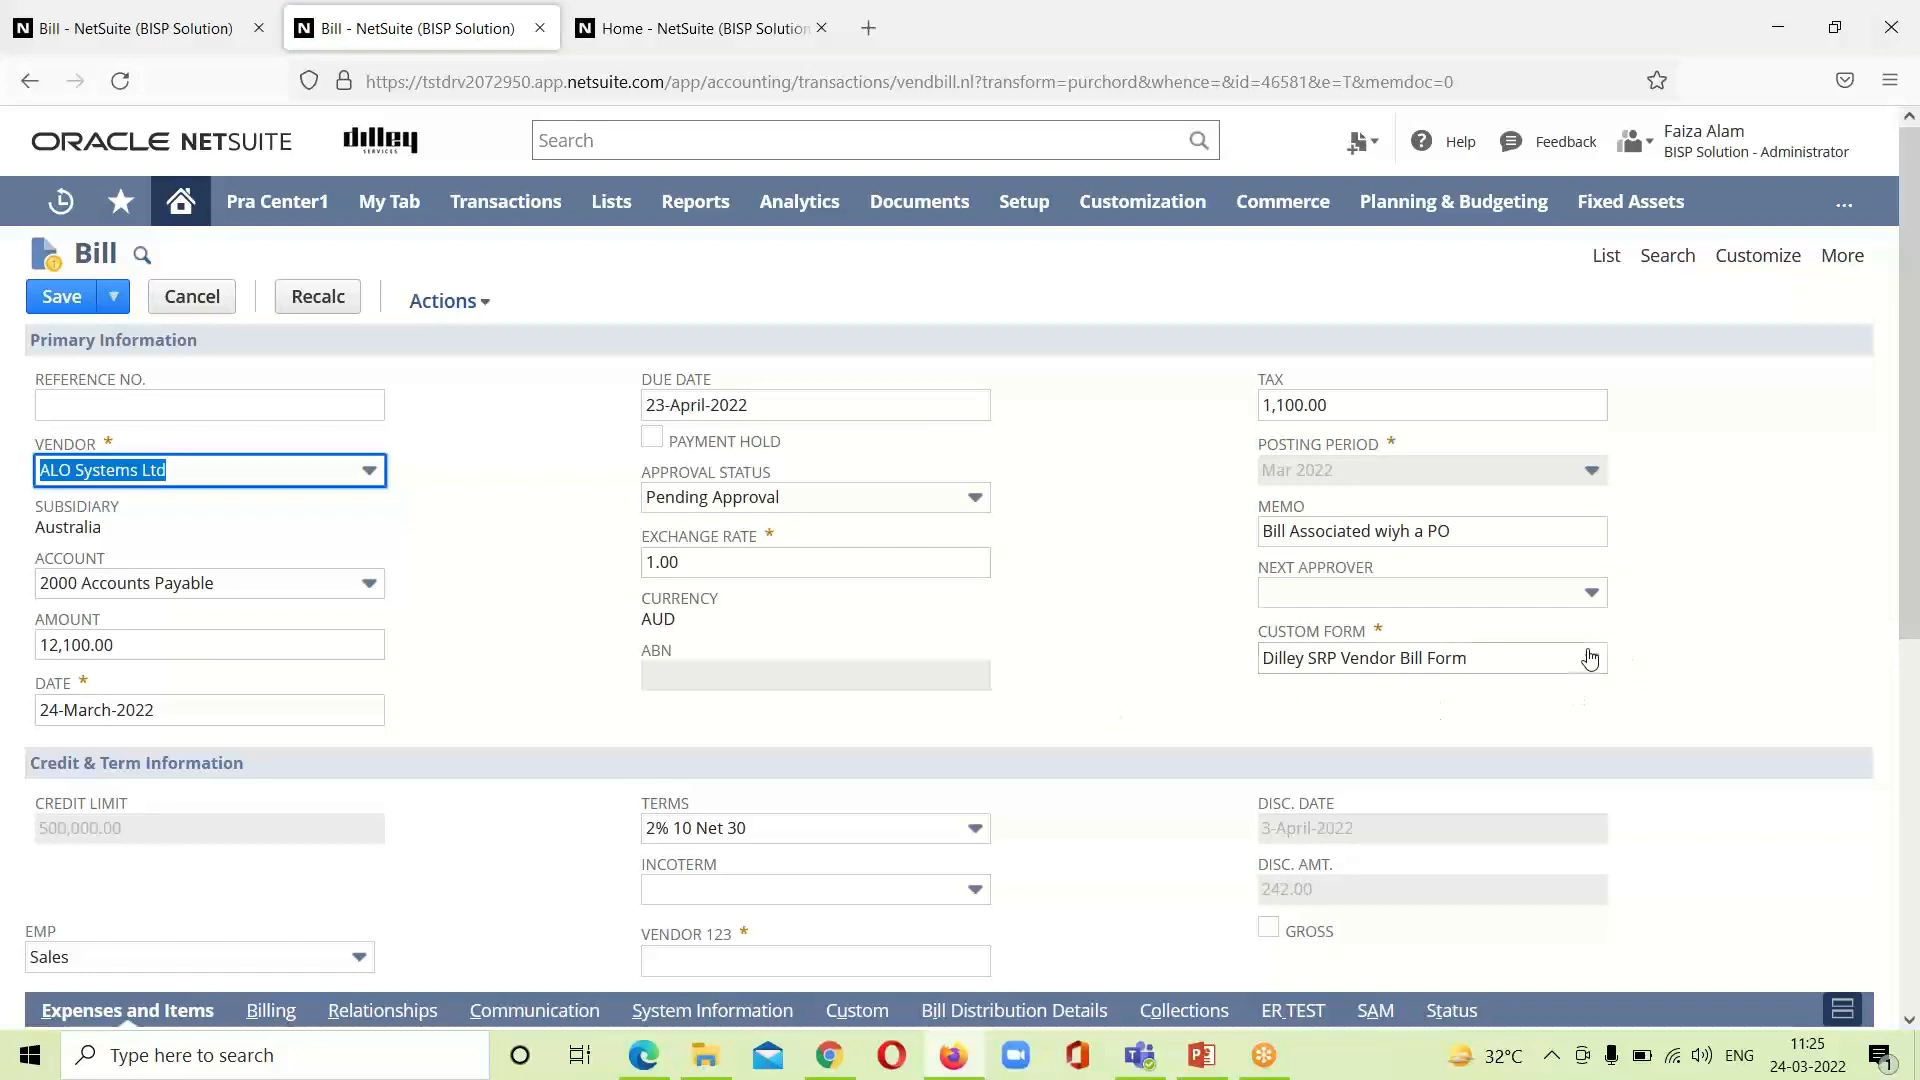 Bill - NetSuite (BISP Solution)
Bill - NetSuite (BISP Solution)
Home - NetSuite (BISP Solution
https://tstdrv2072950.app.netsuite.com/app/accounting/transactions/vendbill.nl?transform=purchord&whence=&id=46581&e=T&memdoc=0
ORACLE NETSUITE
dilley
SERVICES
Search
Help
Feedback
Faiza Alam
BISP Solution - Administrator
Pra Center1
My Tab
Transactions
Lists
Reports
Analytics
Documents
Setup
Customization
Commerce
Planning & Budgeting
Fixed Assets
...
Bill
List
Search
Customize
More
Save
Cancel
Recalc
Actions
Primary Information
REFERENCE NO.
VENDOR *
ALO Systems Ltd
SUBSIDIARY
Australia
ACCOUNT
2000 Accounts Payable
AMOUNT
12,100.00
DATE *
24-March-2022
DUE DATE
23-April-2022
PAYMENT HOLD
APPROVAL STATUS
Pending Approval
EXCHANGE RATE *
1.00
CURRENCY
AUD
ABN
TAX
1,100.00
POSTING PERIOD *
Mar 2022
MEMO
Bill Associated wiyh a PO
NEXT APPROVER
CUSTOM FORM *
Dilley SRP Vendor Bill Form
Credit & Term Information
CREDIT LIMIT
500,000.00
EMP
Sales
TERMS
2% 10 Net 30
INCOTERM
VENDOR 123 *
DISC. DATE
3-April-2022
DISC. AMT.
242.00
GROSS
Expenses and Items
Billing
Relationships
Communication
System Information
Custom
Bill Distribution Details
Collections
ER TEST
SAM
Status
Type here to search
32°C
ENG
11:25
24-03-2022
1